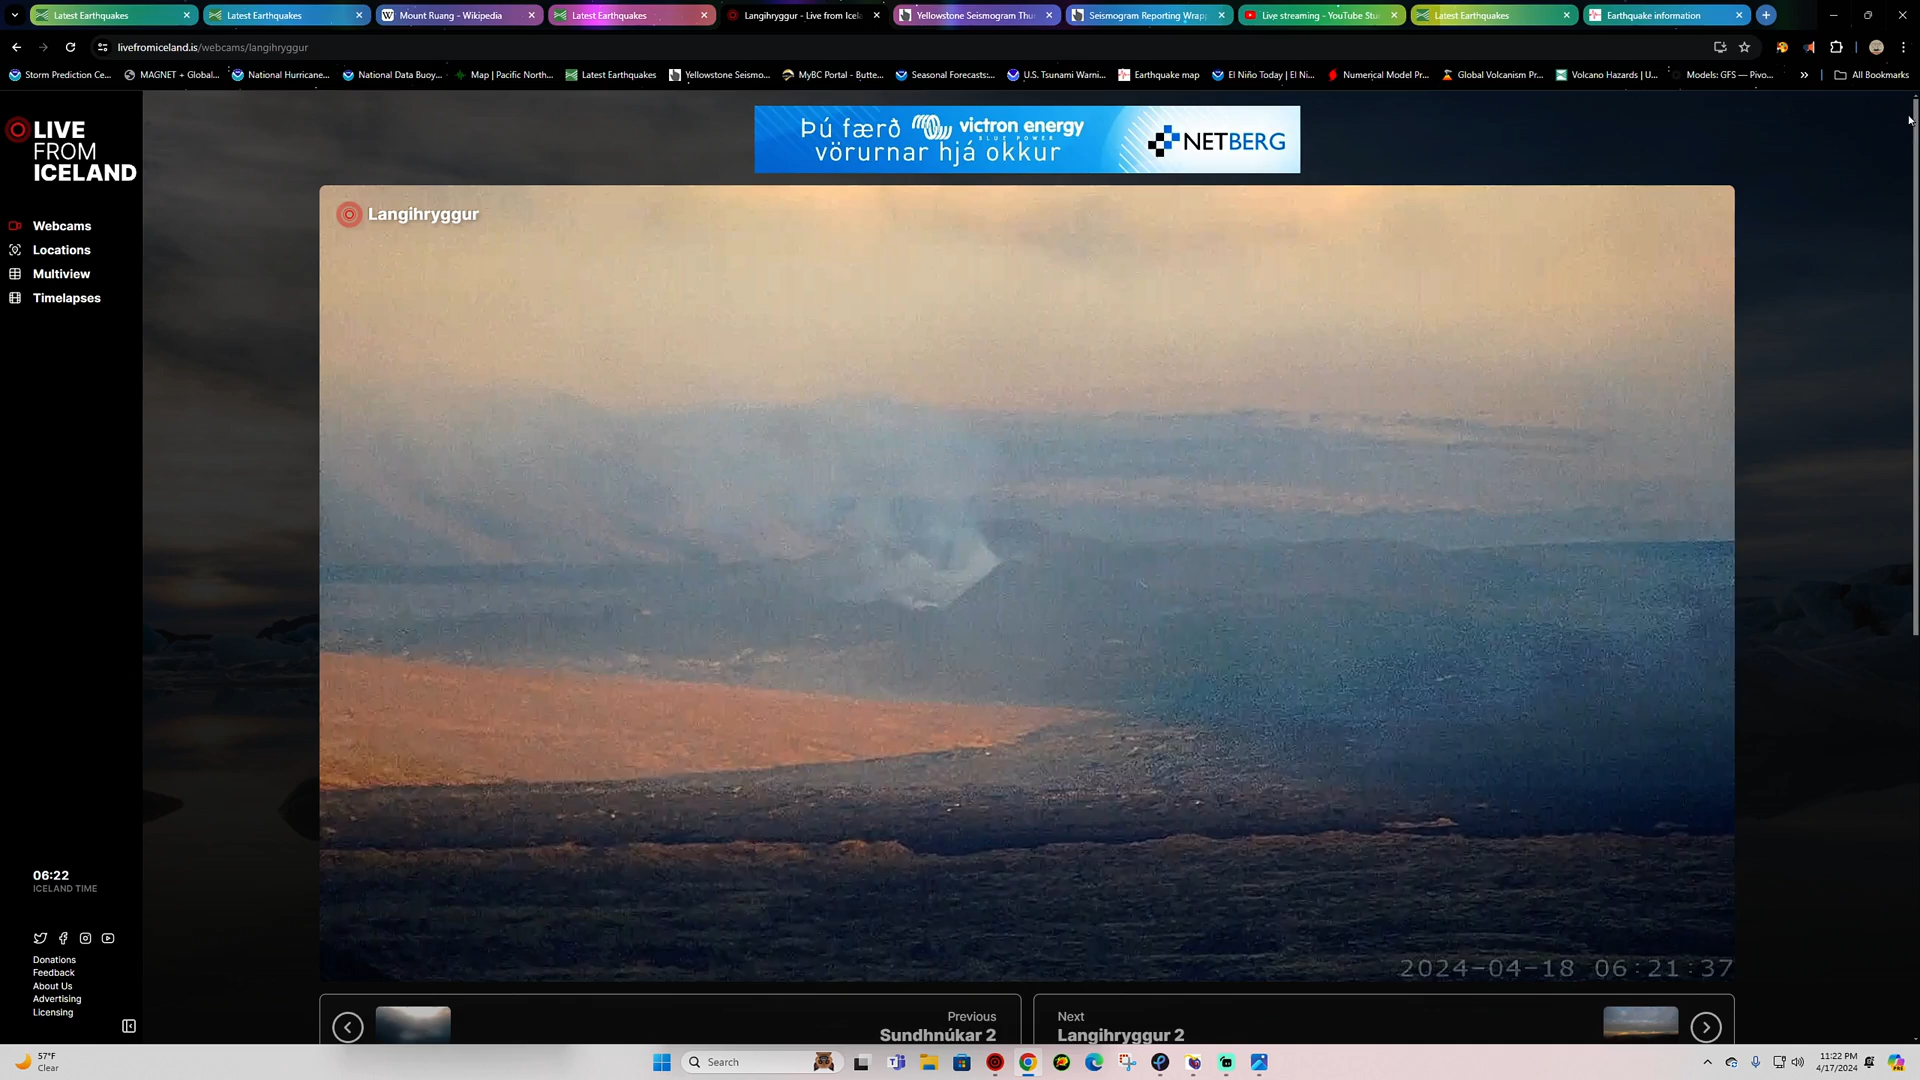 Latest Earthquakes
Latest Earthquakes
Mount Ruang - Wikipedia
Latest Earthquakes
Langihryggur - Live from Icela
Yellowstone Seismogram Thu
Seismogram Reporting Wrapp
Live streaming - YouTube Stu
Latest Earthquakes
Earthquake information
livefromiceland.is/webcams/langihryggur
Storm Prediction Ce...
MAGNET + Global...
National Hurricane...
National Data Buoy...
Map | Pacific North...
Latest Earthquakes
Yellowstone Seismo...
MyBC Portal - Butte...
Seasonal Forecasts:...
U.S. Tsunami Warni...
Earthquake map
El Niño Today | El Ni...
Numerical Model Pr...
Global Volcanism Pr...
Volcano Hazards | U...
Models: GFS — Pivo...
All Bookmarks
LIVE
FROM
ICELAND
Webcams
Locations
Multiview
Timelapses
Þú færð victron energy
BLUE POWER
vörurnar hjá okkur
NETBERG
Langihryggur
06:22
ICELAND TIME
Donations
Feedback
About Us
Advertising
Licensing
2024-04-18 06:21:37
Previous
Sundhnúkar 2
Next
Langihryggur 2
57°F
Clear
Search
11:22 PM
4/17/2024